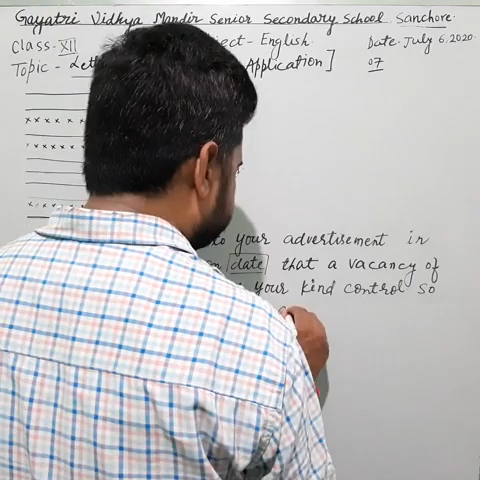 Gayatri Vidhya Mandir Senior Secondary School, Sanchore.
Class-XII ject- English. Date. July 6, 2020.
Topic - Lett Application] 07
x x x x x
x x x x x
x x x x
to your advertisement in
date that a vacancy of
your kind control so